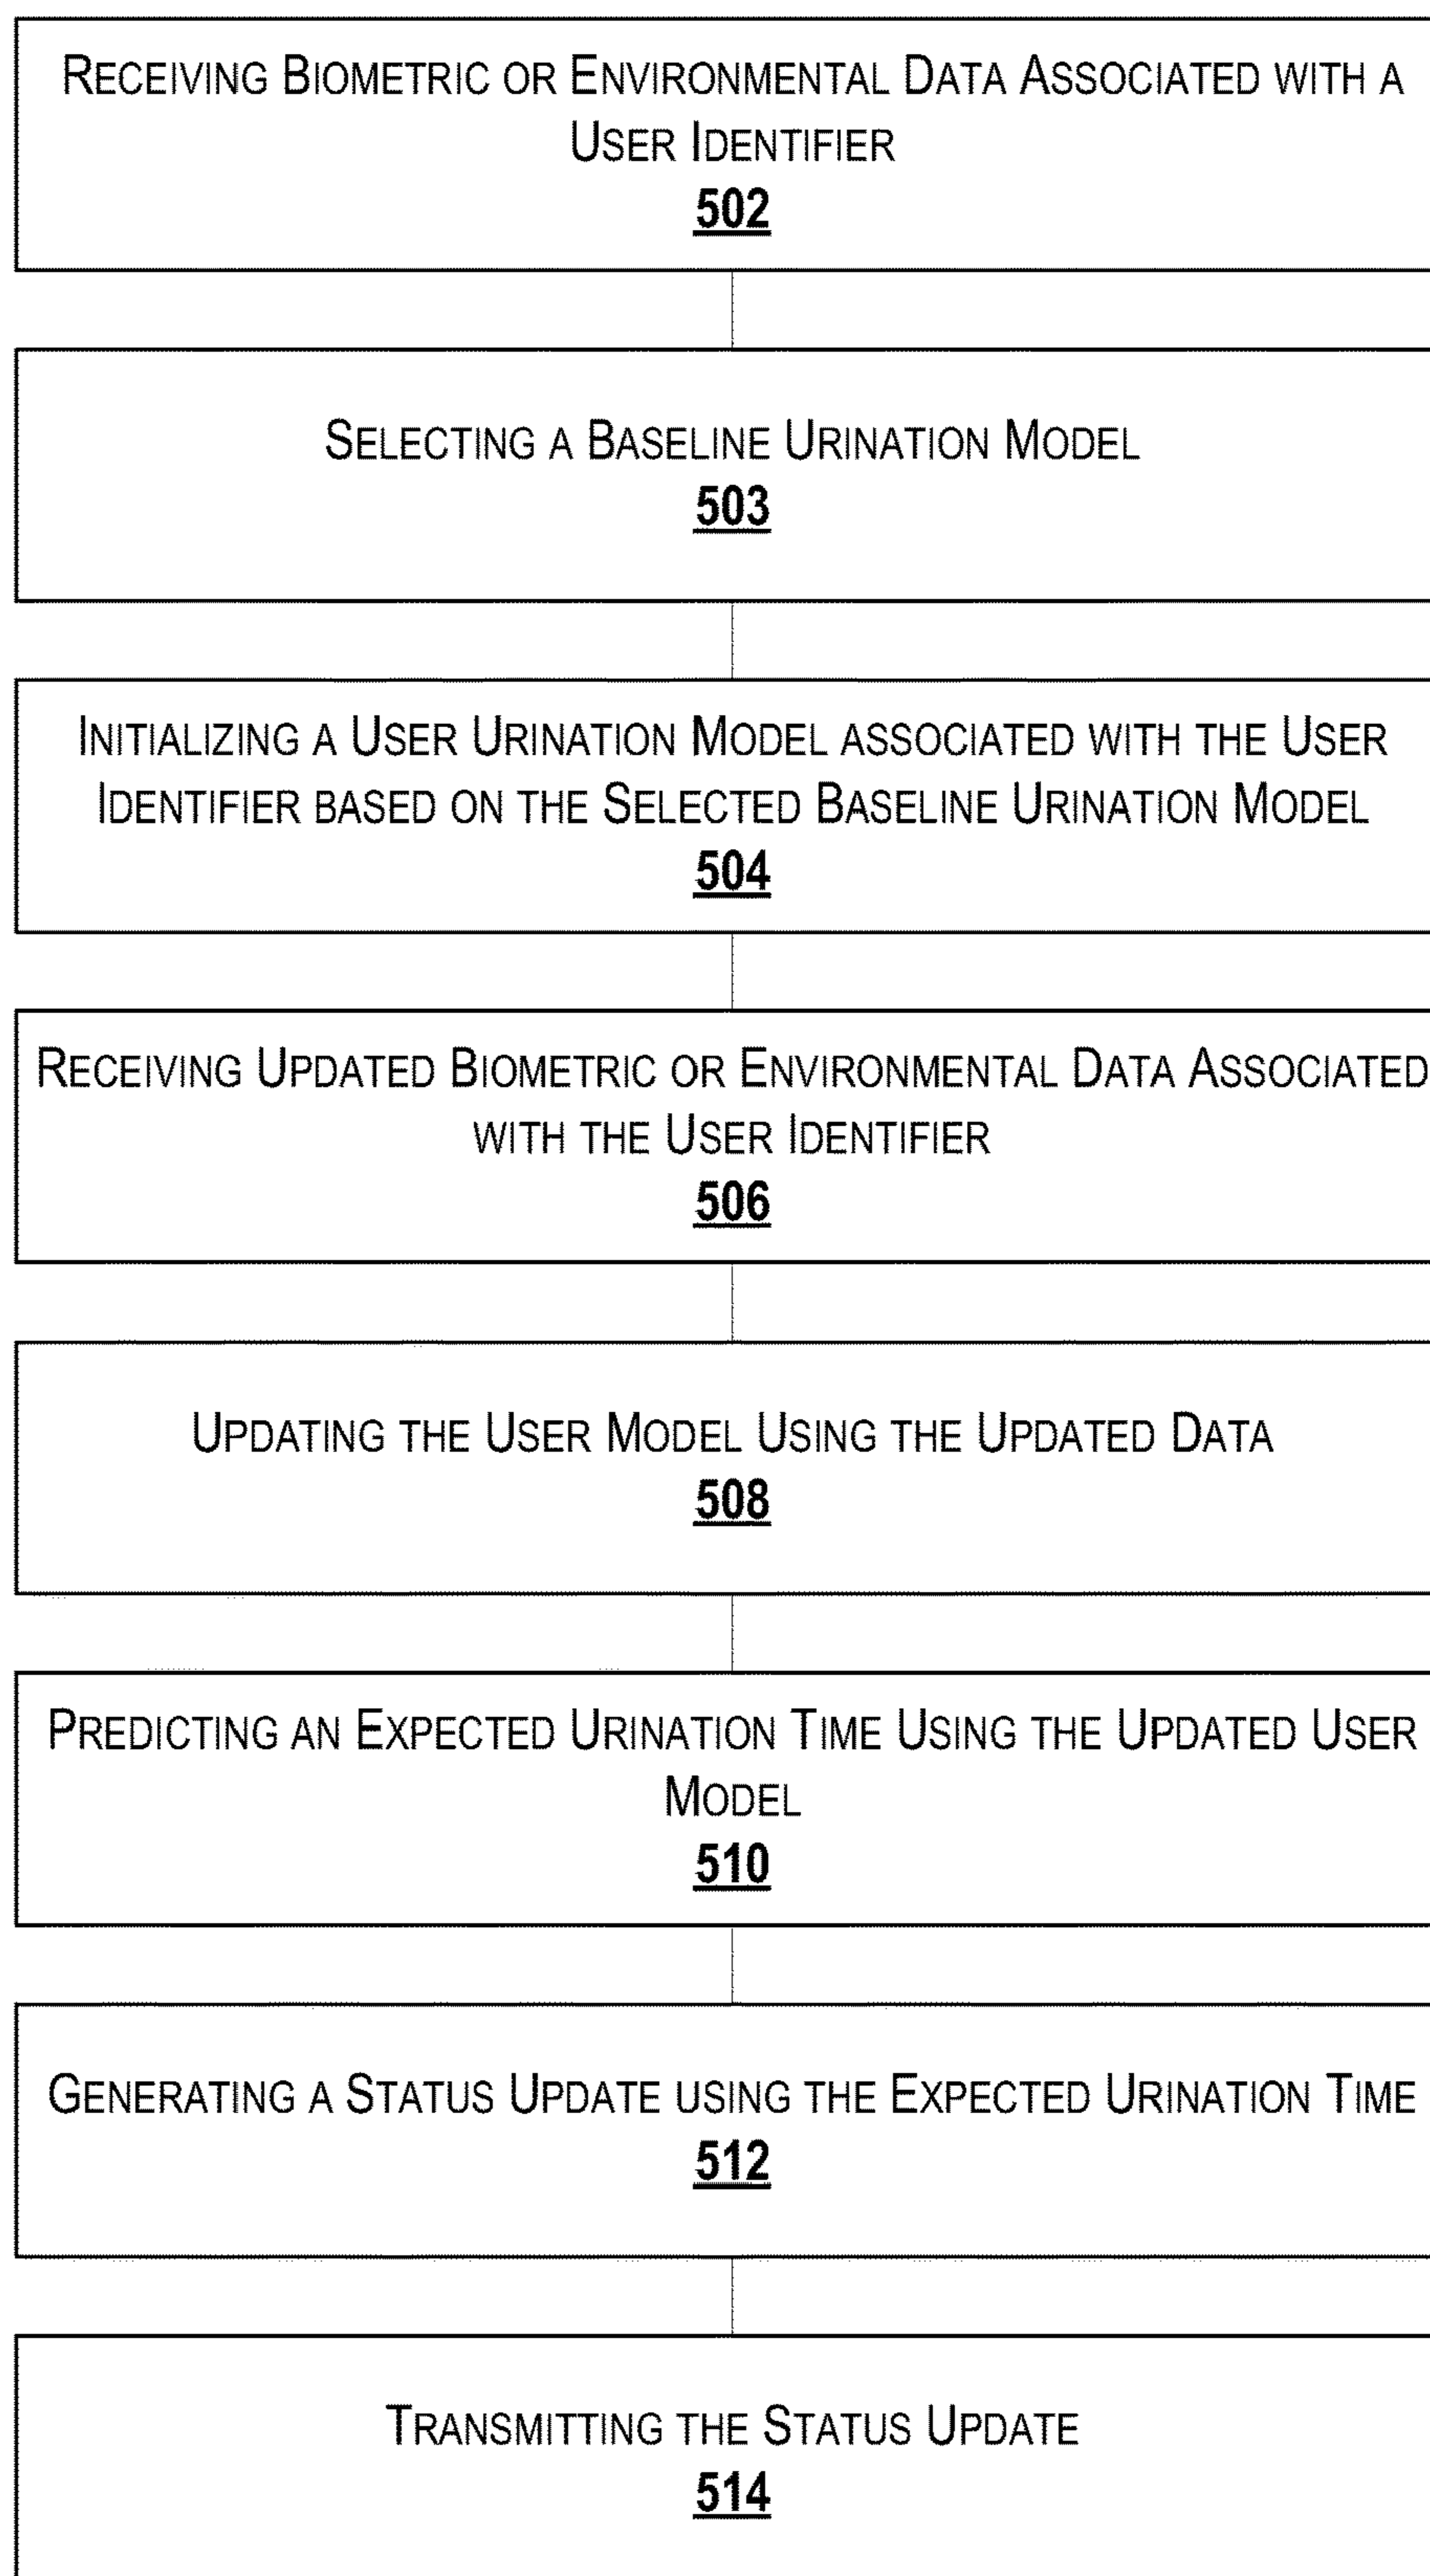 RECEIVING BIOMETRIC OR ENVIRONMENTAL DATA ASSOCIATED WITH A
USER IDENTIFIER
502
SELECTING A BASELINE URINATION MODEL
503
INITIALIZING A USER URINATION MODEL ASSOCIATED WITH THE USER
IDENTIFIER BASED ON THE SELECTED BASELINE URINATION MODEL
504
RECEIVING UPDATED BIOMETRIC OR ENVIRONMENTAL DATA ASSOCIATED
WITH THE USER IDENTIFIER
506
UPDATING THE USER MODEL USING THE UPDATED DATA
508
PREDICTING AN EXPECTED URINATION TIME USING THE UPDATED USER
MODEL
510
GENERATING A STATUS UPDATE USING THE EXPECTED URINATION TIME
512
TRANSMITTING THE STATUS UPDATE
514